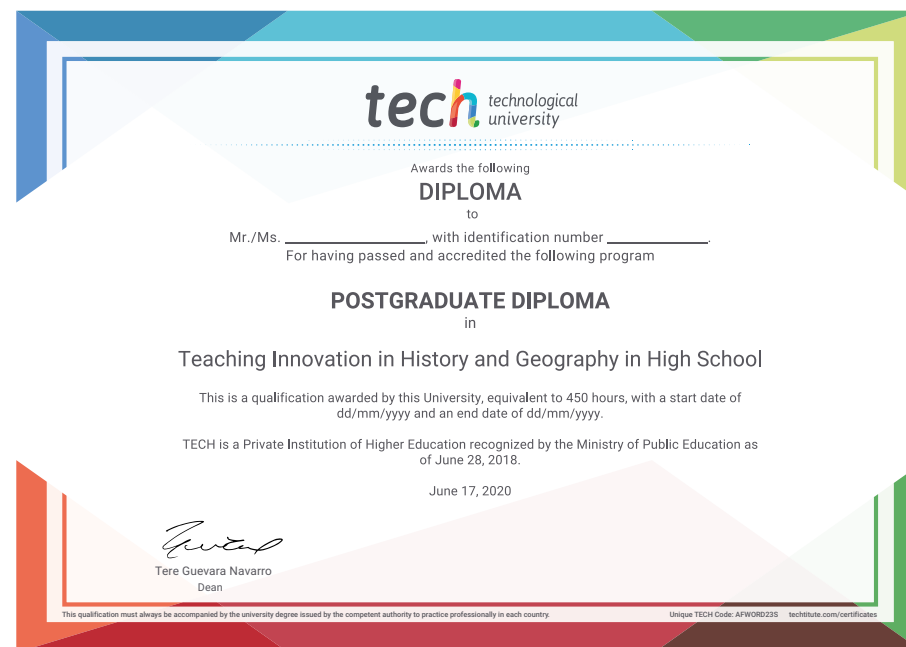 tech technological
university
Awards the following
DIPLOMA
to
Mr./Ms. ____________________, with identification number ______________.
For having passed and accredited the following program
POSTGRADUATE DIPLOMA
in
Teaching Innovation in History and Geography in High School
This is a qualification awarded by this University, equivalent to 450 hours, with a start date of
dd/mm/yyyy and an end date of dd/mm/yyyy.
TECH is a Private Institution of Higher Education recognized by the Ministry of Public Education as
of June 28, 2018.
June 17, 2020
Tere Guevara Navarro
Dean
This qualification must always be accompanied by the university degree issued by the competent authority to practice professionally in each country. Unique TECH Code: AFWORD23S techtitute.com/certificates